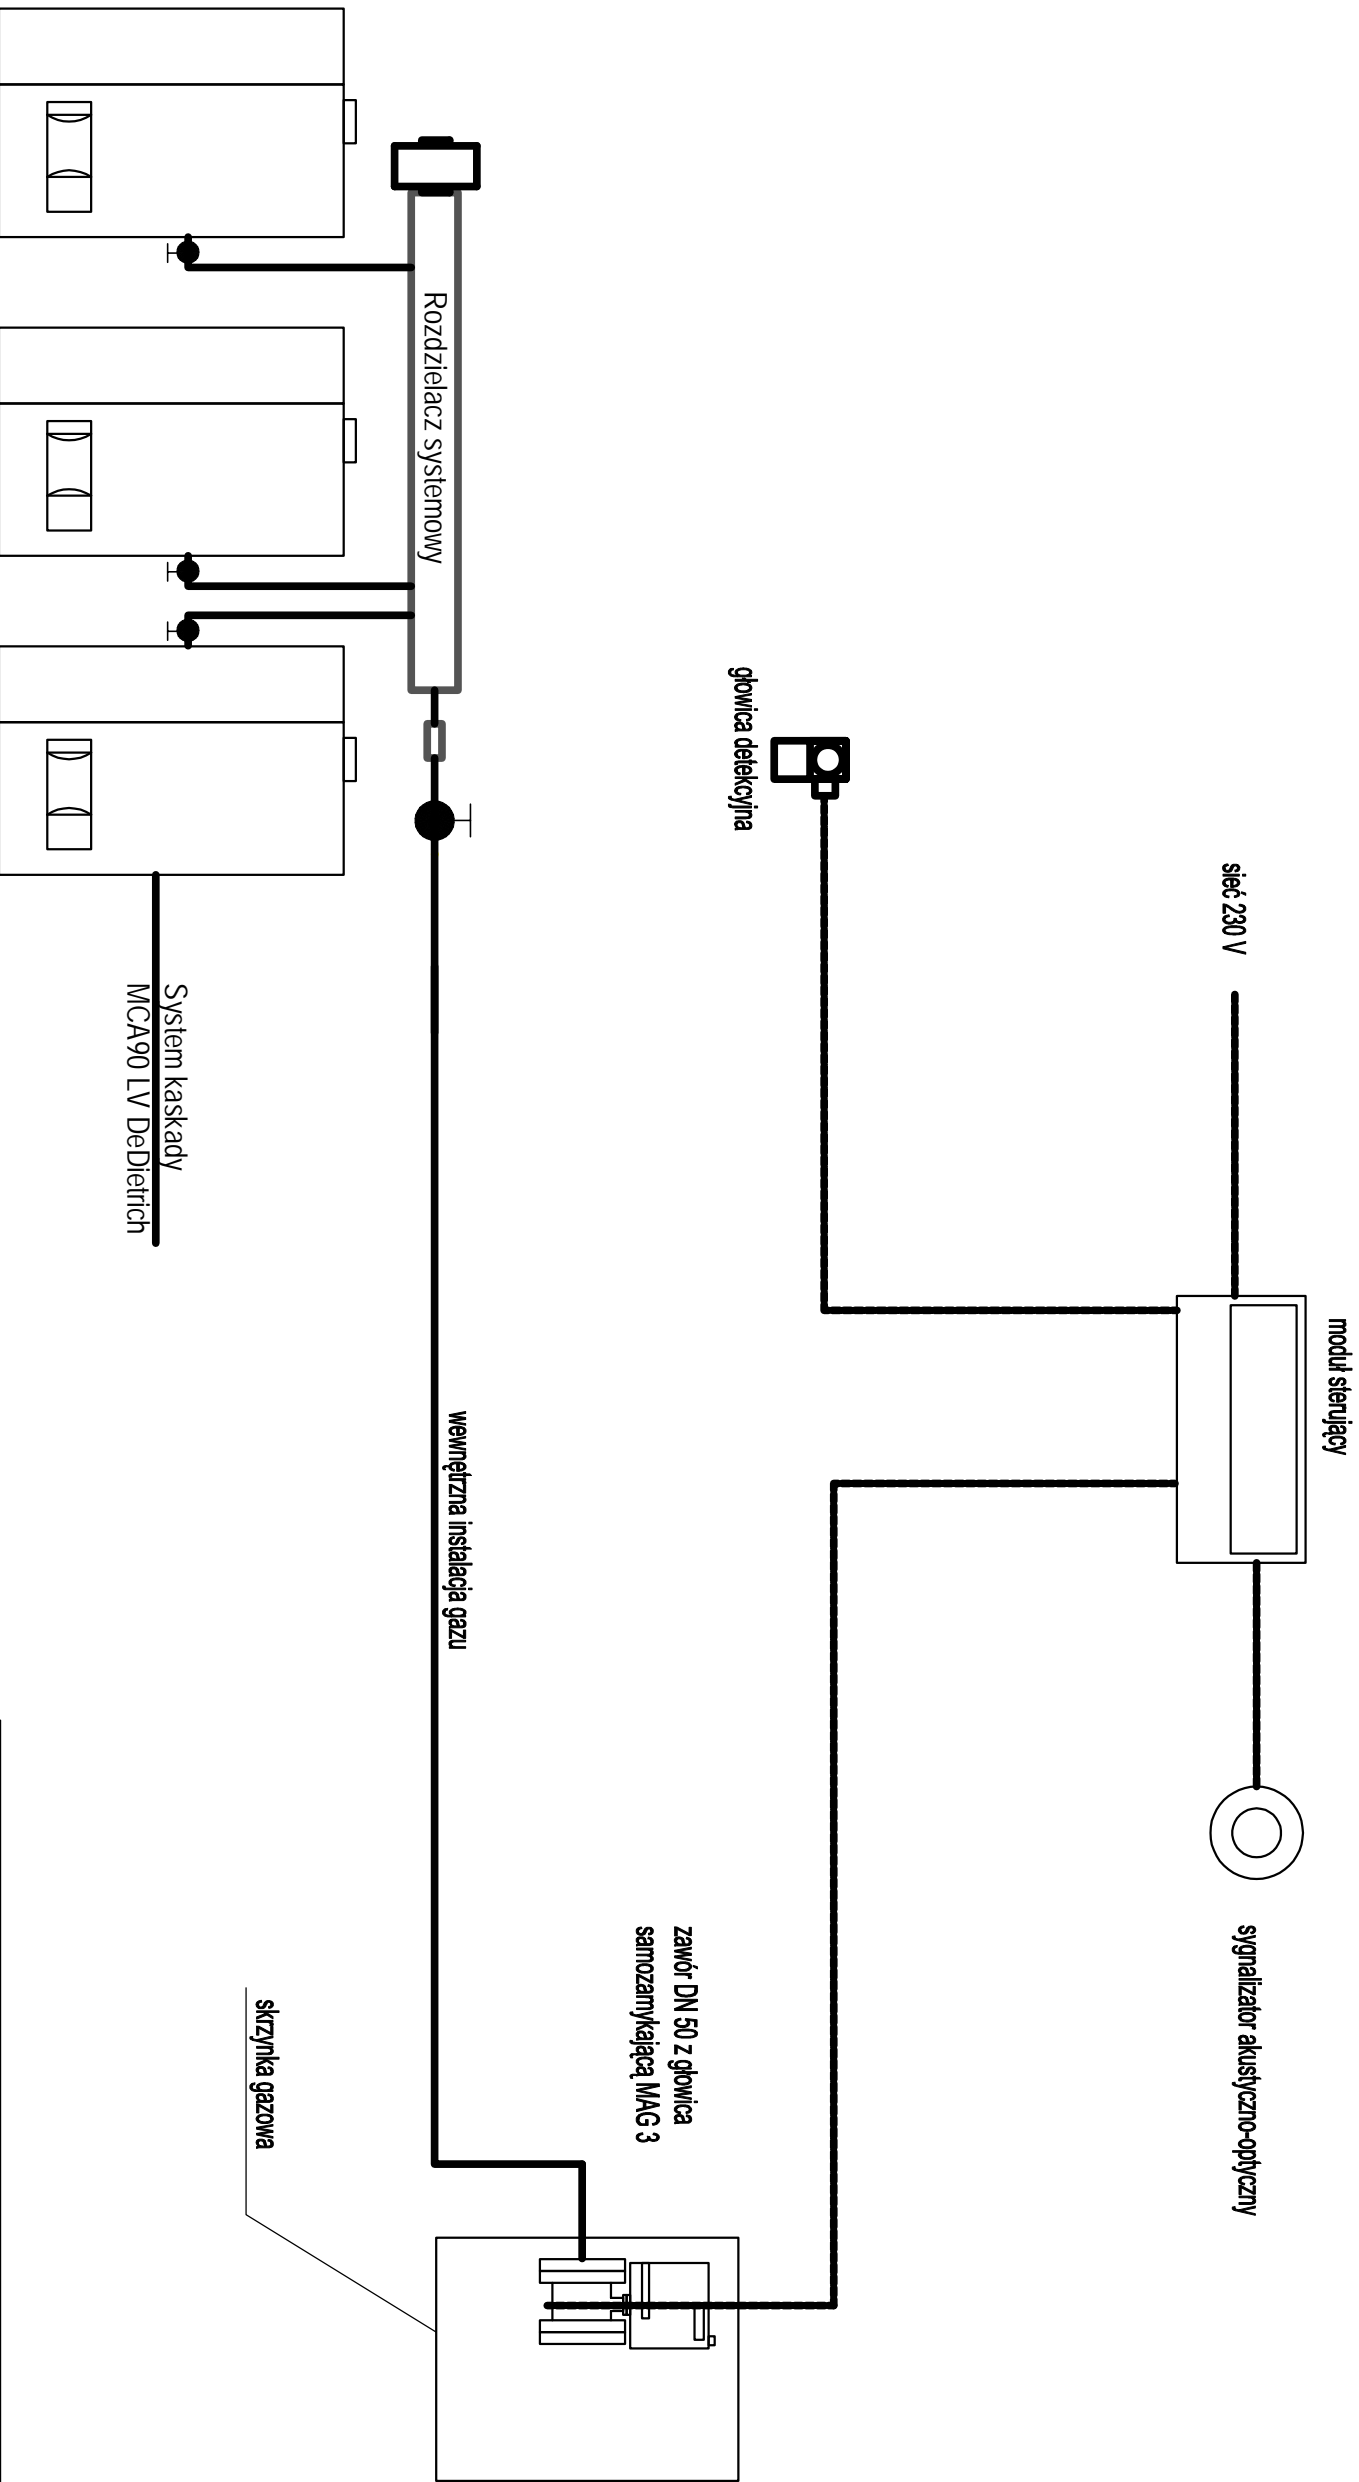 moduł sterujący
sieć 230 V
sygnalizator akustyczno-optyczny
głowica detekcyjna
zawór DN 50 z głowica
samozamykającą MAG 3
Rozdzielacz systemowy
wewnętrzna instalacja gazu
skrzynka gazowa
System kaskady
MCA90 LV DeDietrich